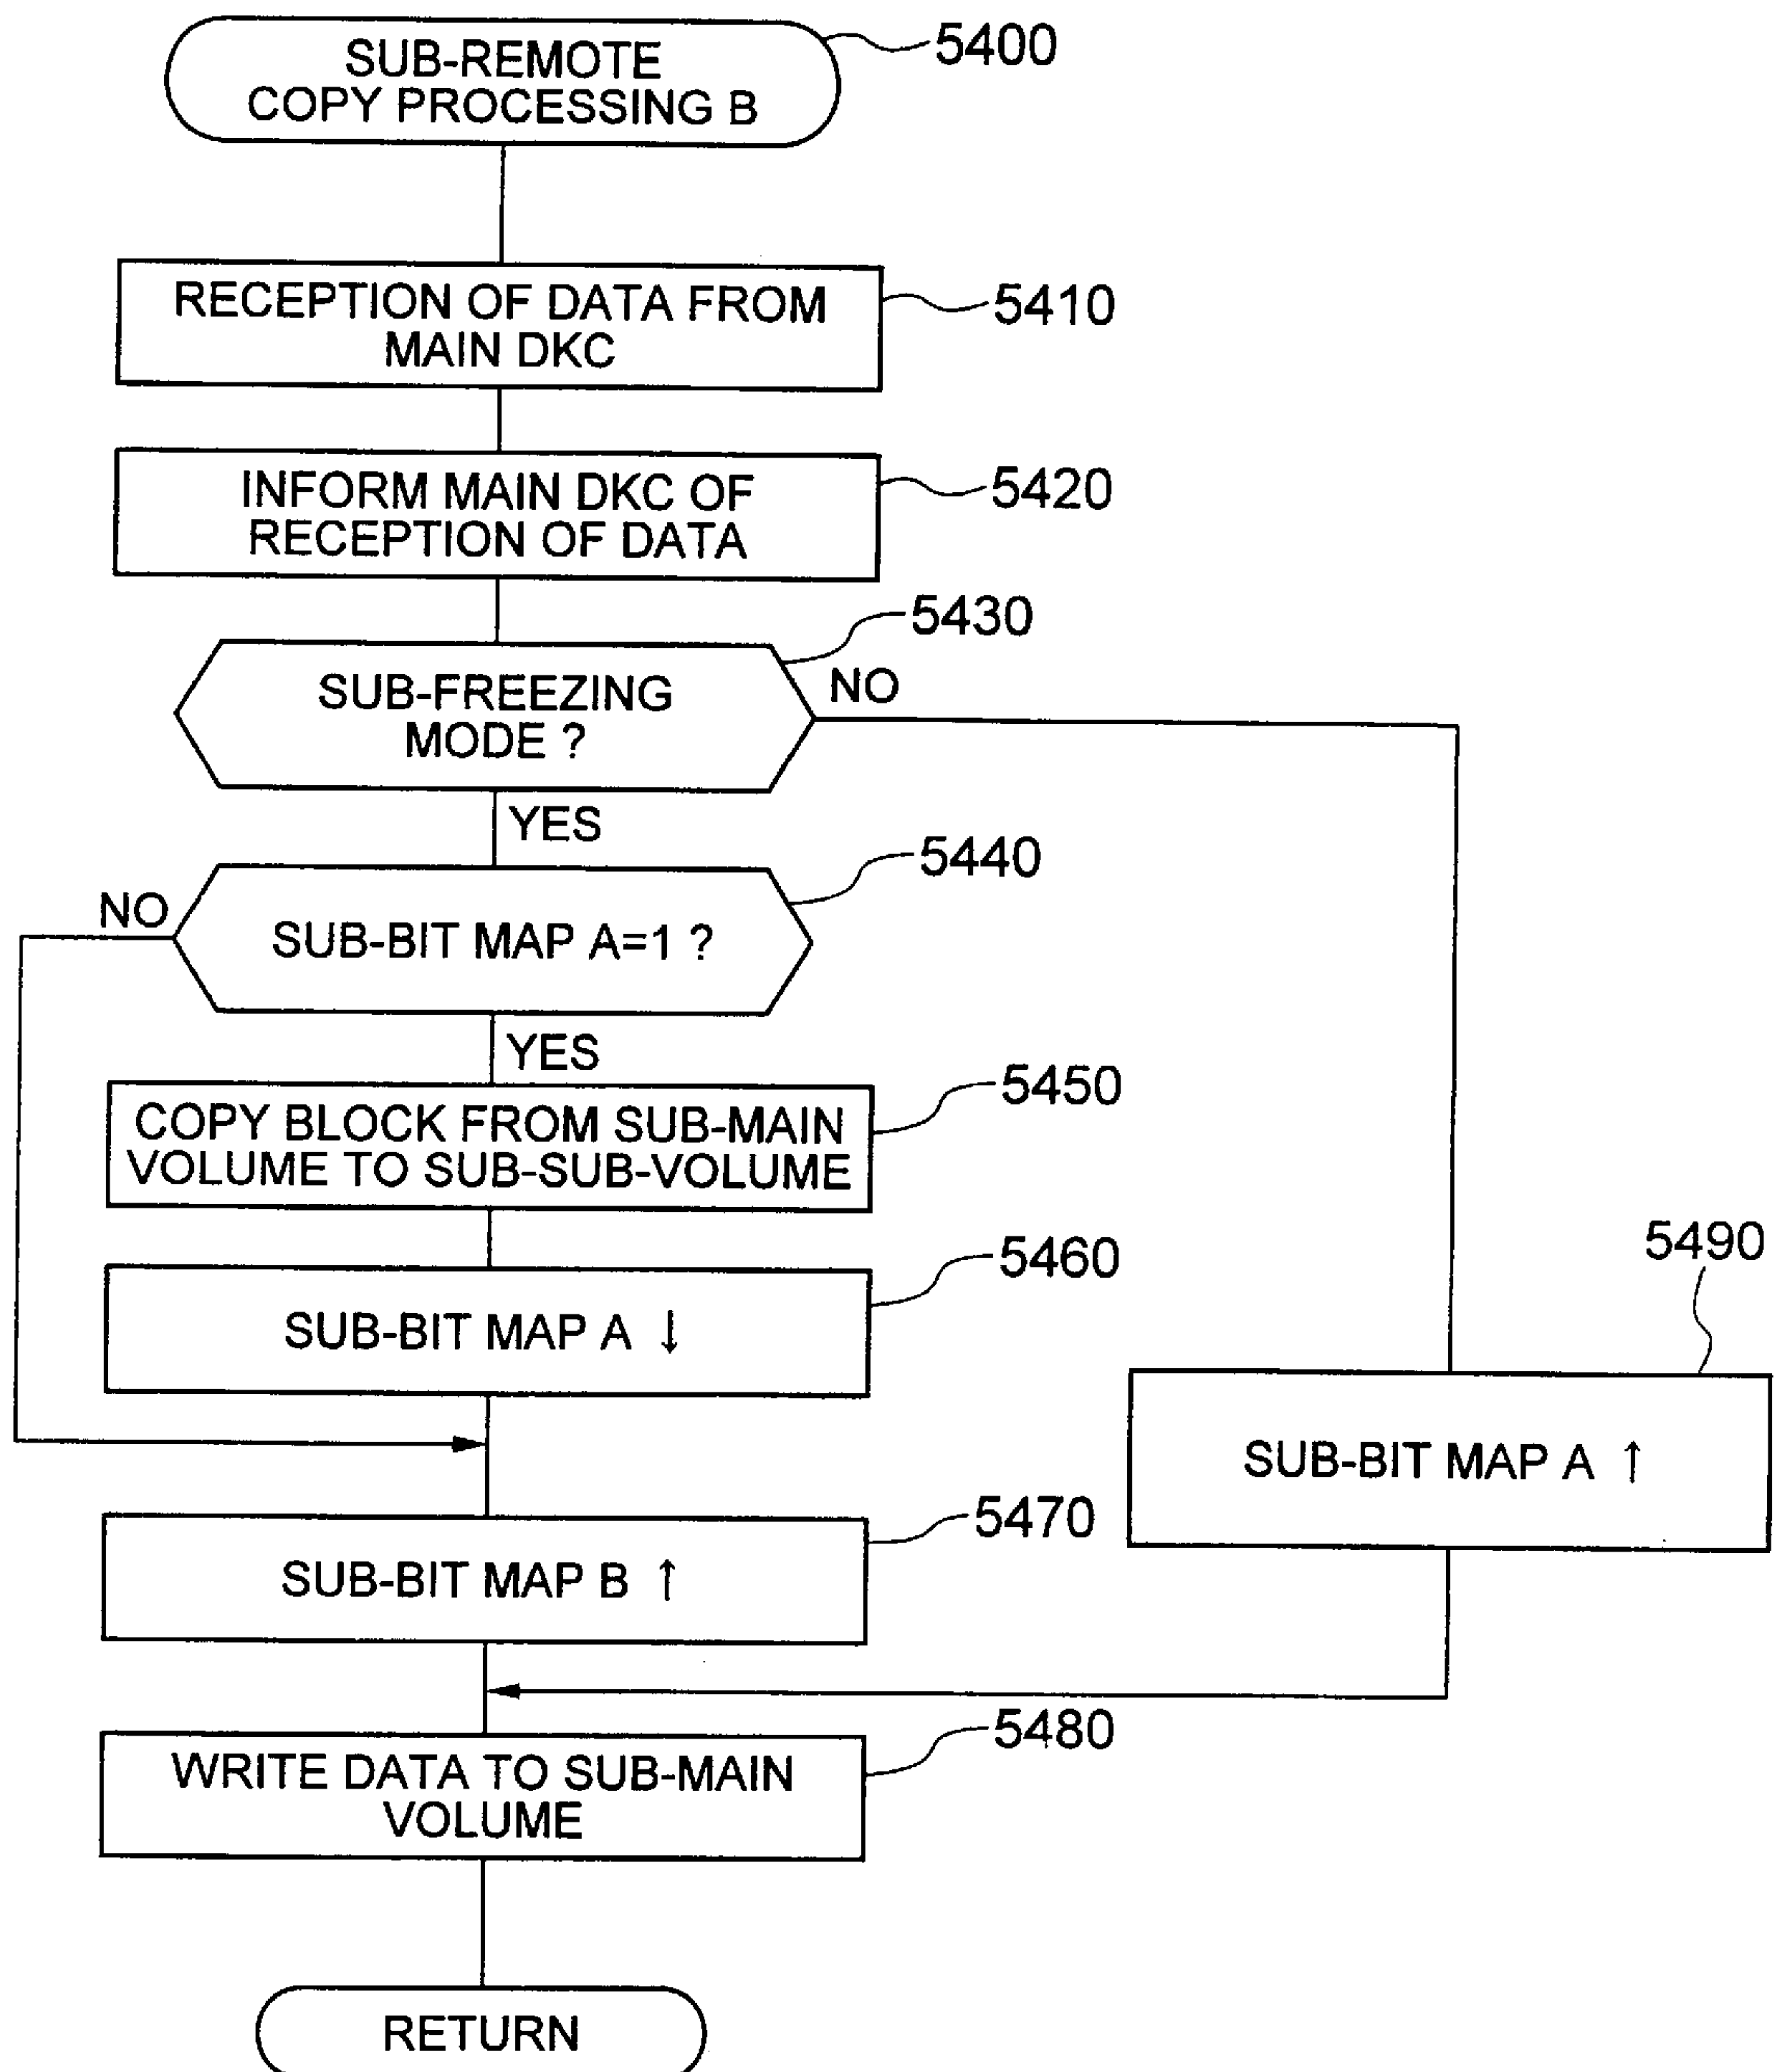 SUB-REMOTE
COPY PROCESSING B
5400
RECEPTION OF DATA FROM
MAIN DKC
5410
INFORM MAIN DKC OF
RECEPTION OF DATA
5420
5430
SUB-FREEZING
MODE ?
NO
YES
5440
NO
SUB-BIT MAP A=1 ?
YES
5450
COPY BLOCK FROM SUB-MAIN
VOLUME TO SUB-SUB-VOLUME
5460
SUB-BIT MAP A ↓
5490
SUB-BIT MAP A ↑
5470
SUB-BIT MAP B ↑
5480
WRITE DATA TO SUB-MAIN
VOLUME
RETURN